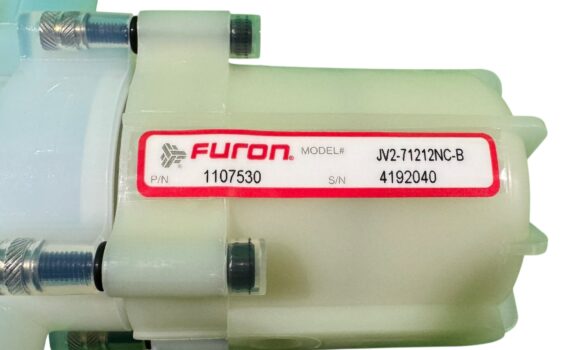 FURON® MODEL# JV2-71212NC-B
P/N 1107530 S/N 4192040